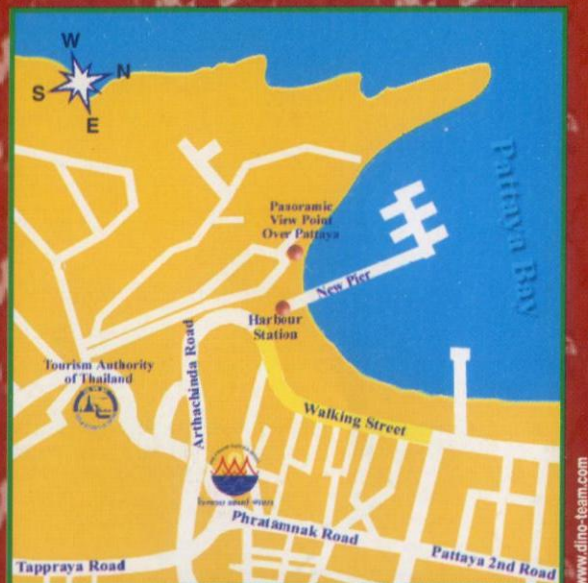 W
N
S
E
Pattaya Bay
Panoramic
View Point
Over Pattaya
New Pier
Harbour
Station
Arthachinda Road
Tourism Authority
of Thailand
Walking Street
Phratamnak Road
Pattaya 2nd Road
Tappraya Road
www.dino-team.com